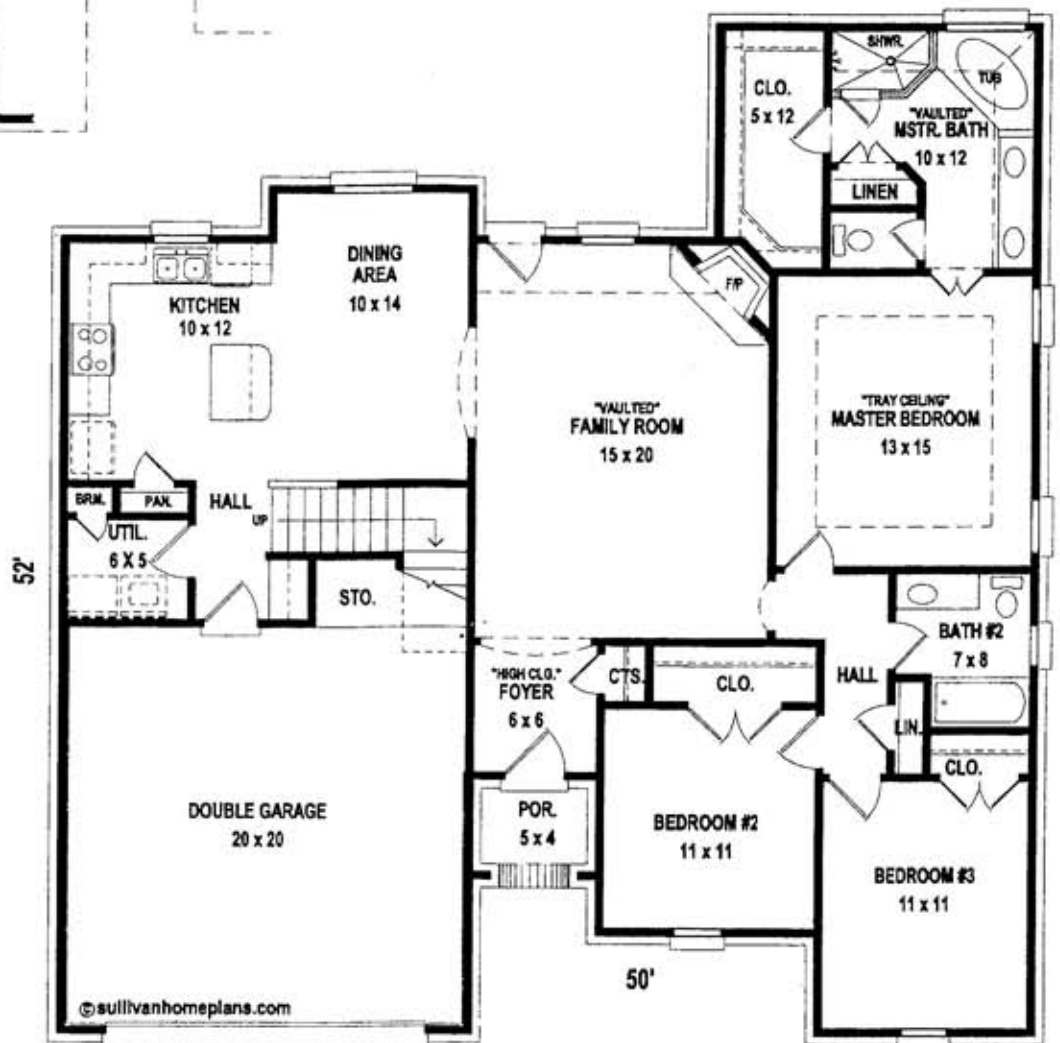 SHWR.
TUB
CLO.
5 x 12
"VAULTED"
MSTR. BATH
10 x 12
LINEN
DINING
AREA
10 x 14
KITCHEN
10 x 12
F/P
"VAULTED"
FAMILY ROOM
15 x 20
"TRAY CEILING"
MASTER BEDROOM
13 x 15
BRM.
PAN.
HALL
UP
UTIL.
6 X 5
52'
STO.
BATH #2
7 x 8
"HIGH CLG."
FOYER
6 x 6
CTS.
CLO.
HALL
LIN.
CLO.
DOUBLE GARAGE
20 x 20
POR.
5 x 4
BEDROOM #2
11 x 11
BEDROOM #3
11 x 11
50'
©sullivanhomeplans.com